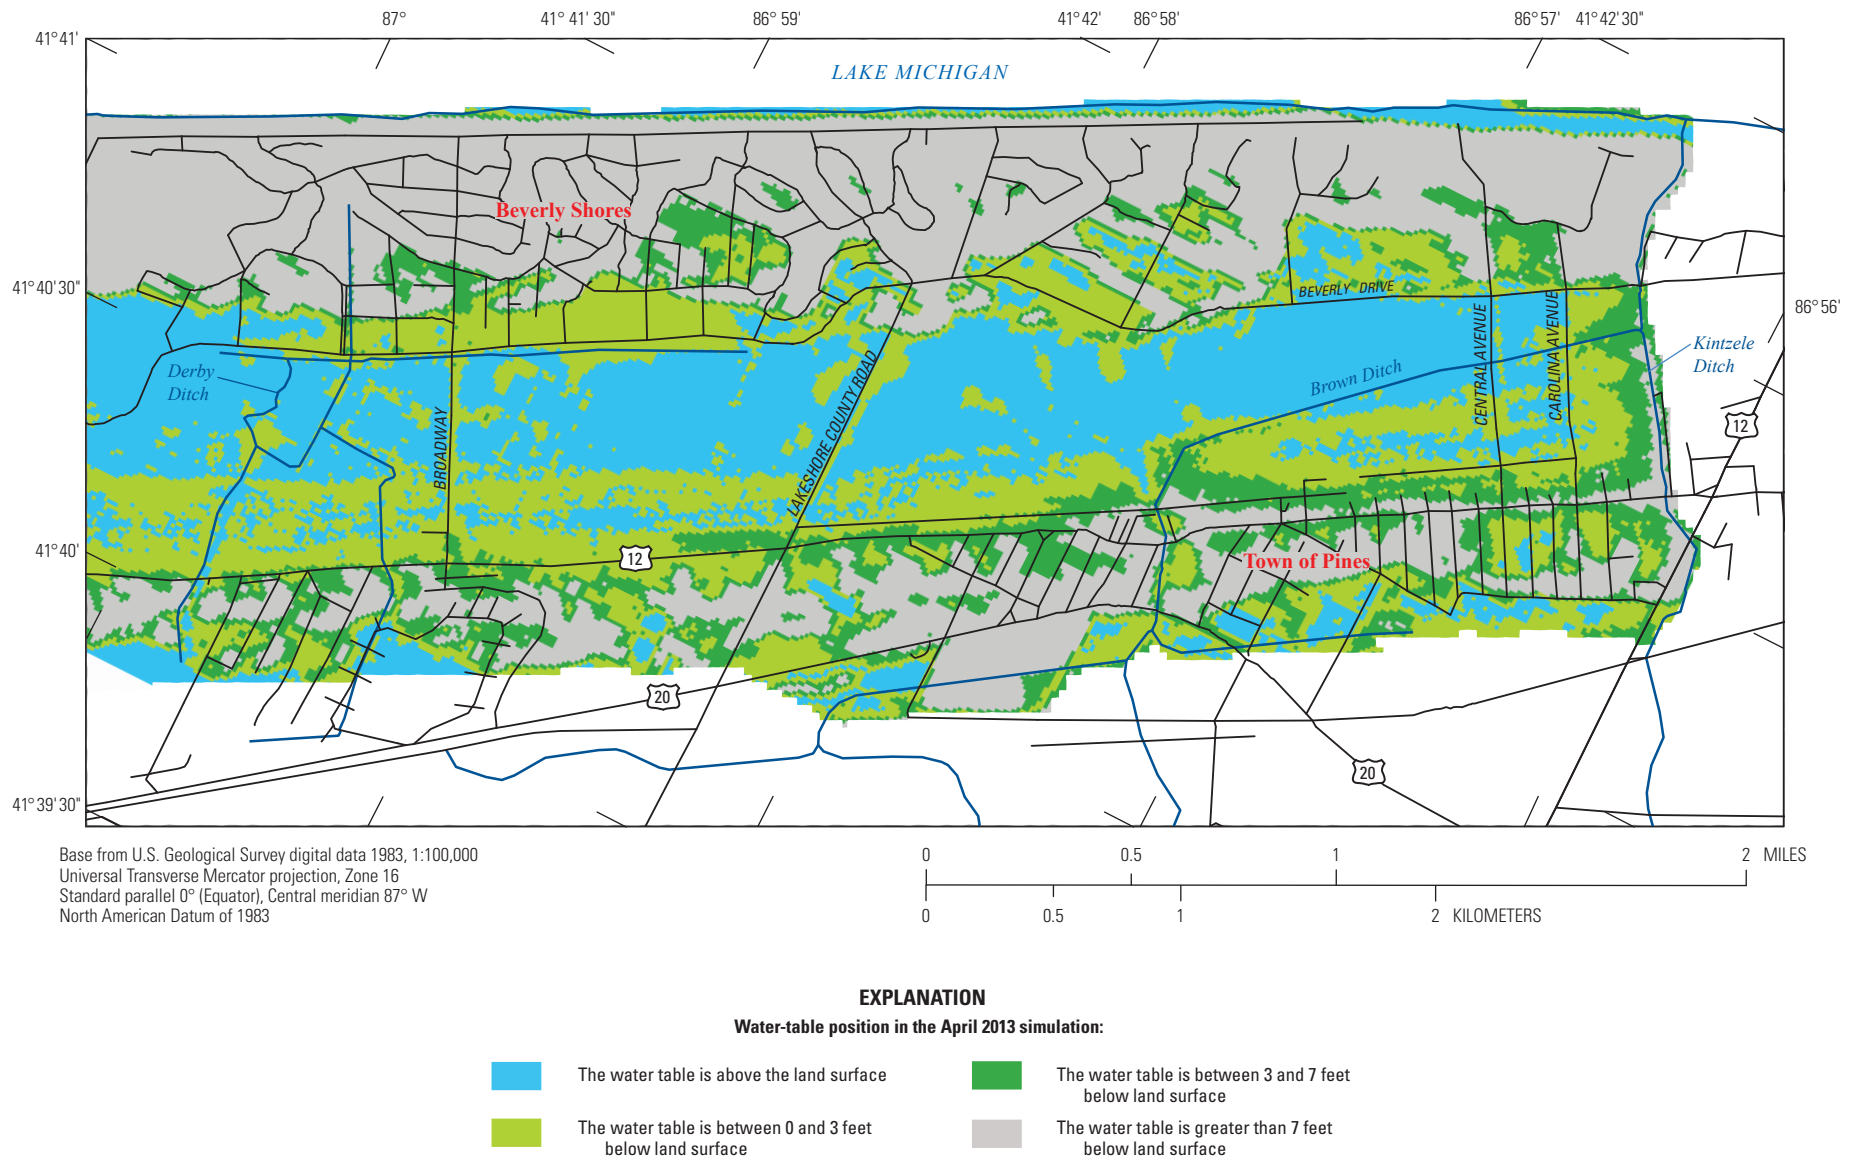 87°
41° 41' 30"
86° 59'
41° 42'
86° 58'
86° 57'
41° 42' 30"
41° 41'
LAKE MICHIGAN
Beverly Shores
41° 40' 30"
BEVERLY DRIVE
86° 56'
CENTRAL AVENUE
CAROLINA AVENUE
Kintzele
Ditch
Derby
Ditch
Brown Ditch
BROADWAY
LAKESHORE COUNTY ROAD
12
41° 40'
12
Town of Pines
20
20
41° 39' 30"
Base from U.S. Geological Survey digital data 1983, 1:100,000
Universal Transverse Mercator projection, Zone 16
Standard parallel 0° (Equator), Central meridian 87° W
North American Datum of 1983
0 0.5 1 2 MILES
0 0.5 1 2 KILOMETERS
EXPLANATION
Water-table position in the April 2013 simulation:
The water table is above the land surface
The water table is between 0 and 3 feet
below land surface
The water table is between 3 and 7 feet
below land surface
The water table is greater than 7 feet
below land surface